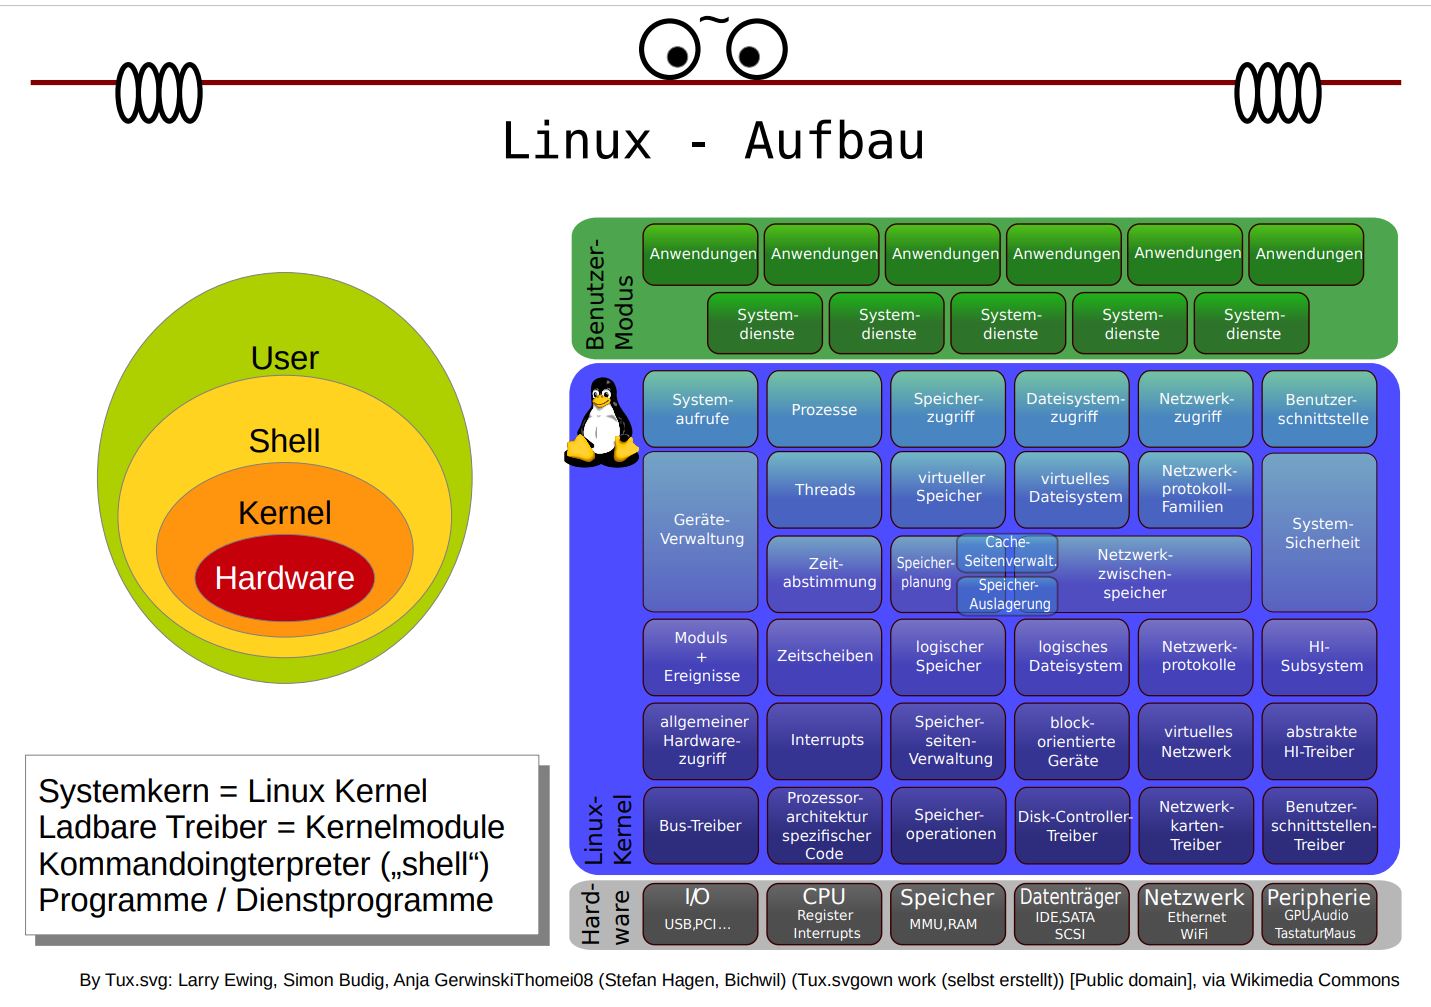 Linux - Aufbau
User
Shell
Kernel
Hardware
Systemkern = Linux Kernel
Ladbare Treiber = Kernelmodule
Kommandoingterpreter („shell“)
Programme / Dienstprogramme
Benutzer-
Modus
Anwendungen
Anwendungen
Anwendungen
Anwendungen
Anwendungen
Anwendungen
System-
dienste
System-
dienste
System-
dienste
System-
dienste
System-
dienste
Linux-
Kernel
System-
aufrufe
Prozesse
Speicher-
zugriff
Dateisystem-
zugriff
Netzwerk-
zugriff
Benutzer-
schnittstelle
Geräte-
Verwaltung
Threads
virtueller
Speicher
virtuelles
Dateisystem
Netzwerk-
protokoll-
Familien
System-
Sicherheit
Zeit-
abstimmung
Speicher-
planung
Cache-
Seitenverwalt.
Speicher-
Auslagerung
Netzwerk-
zwischen-
speicher
Moduls
+
Ereignisse
Zeitscheiben
logischer
Speicher
logisches
Dateisystem
Netzwerk-
protokolle
HI-
Subsystem
allgemeiner
Hardware-
zugriff
Interrupts
Speicher-
seiten-
Verwaltung
block-
orientierte
Geräte
virtuelles
Netzwerk
abstrakte
HI-Treiber
Bus-Treiber
Prozessor-
architektur
spezifischer
Code
Speicher-
operationen
Disk-Controller-
Treiber
Netzwerk-
karten-
Treiber
Benutzer-
schnittstellen-
Treiber
Hard-
ware
I/O
USB,PCI...
CPU
Register
Interrupts
Speicher
MMU,RAM
Datenträger
IDE,SATA
SCSI
Netzwerk
Ethernet
WiFi
Peripherie
GPU,Audio
Tastatur,Maus
By Tux.svg: Larry Ewing, Simon Budig, Anja GerwinskiThomei08 (Stefan Hagen, Bichwil) (Tux.svgown work (selbst erstellt)) [Public domain], via Wikimedia Commons